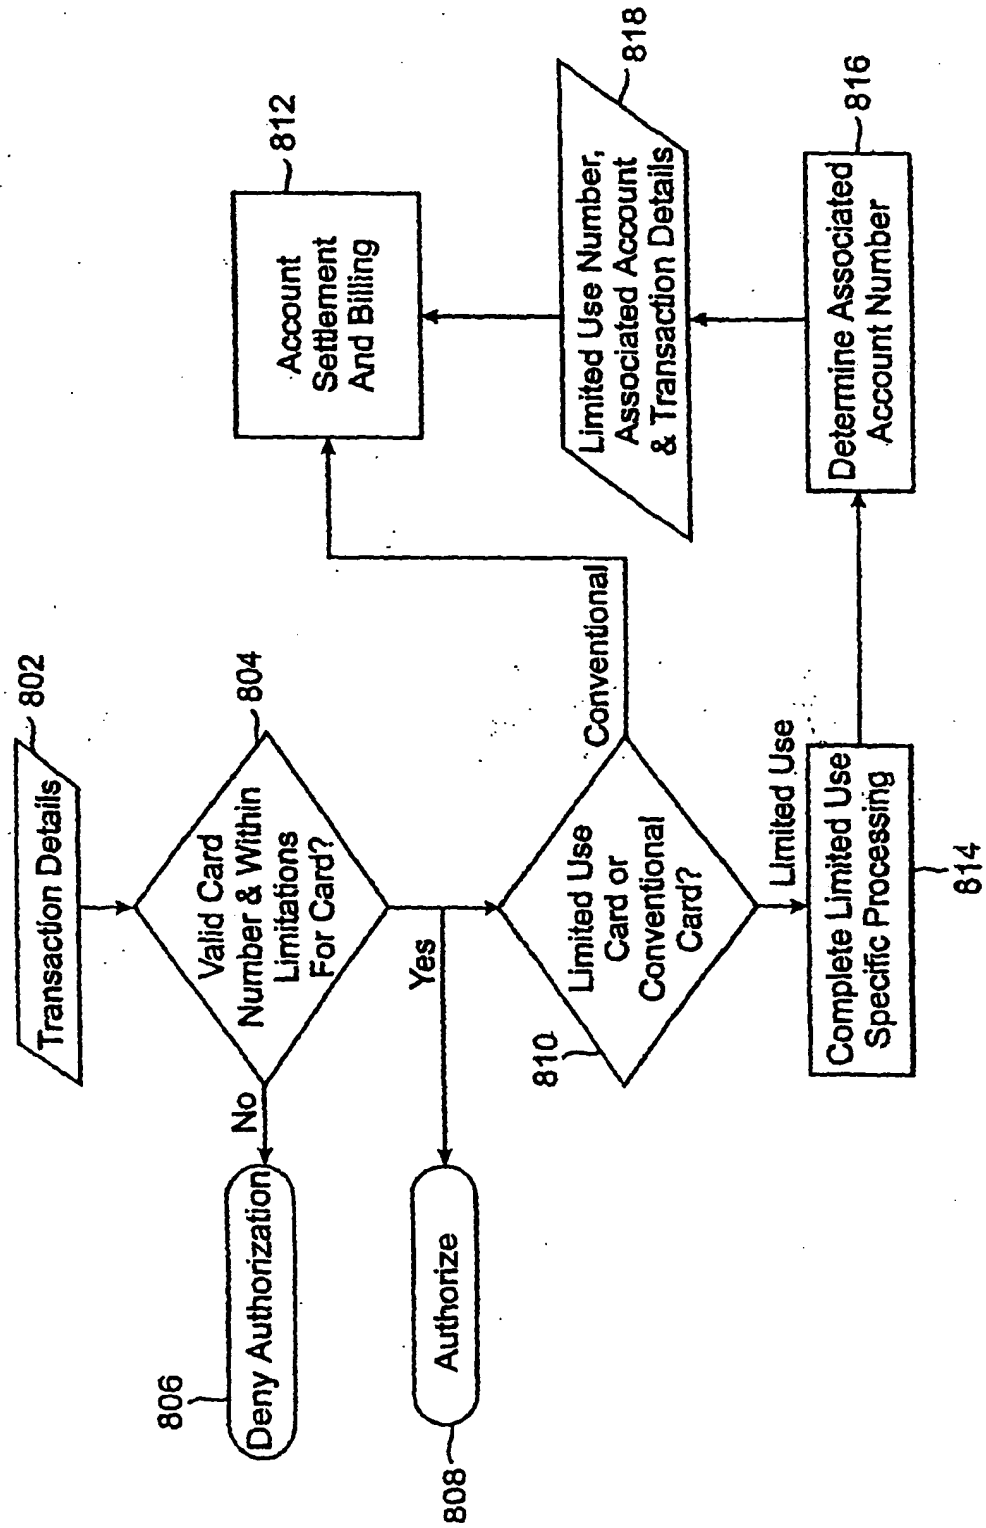 802
Transaction Details
804
Valid Card
Number & Within
Limitations
For Card?
No
806
Deny Authorization
Yes
808
Authorize
810
Limited Use
Card or
Conventional
Card?
Conventional
812
Account
Settlement
And Billing
Limited Use
814
Complete Limited Use
Specific Processing
816
Determine Associated
Account Number
818
Limited Use Number,
Associated Account
& Transaction Details